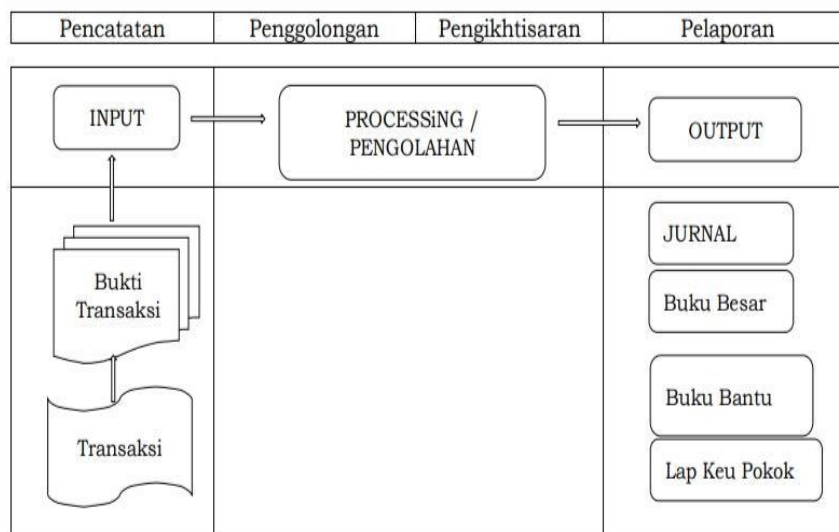 Pencatatan Penggolongan Pengikhtisaran Pelaporan
INPUT
PROCESSiNG /
PENGOLAHAN
OUTPUT
Bukti
Transaksi
Transaksi
JURNAL
Buku Besar
Buku Bantu
Lap Keu Pokok